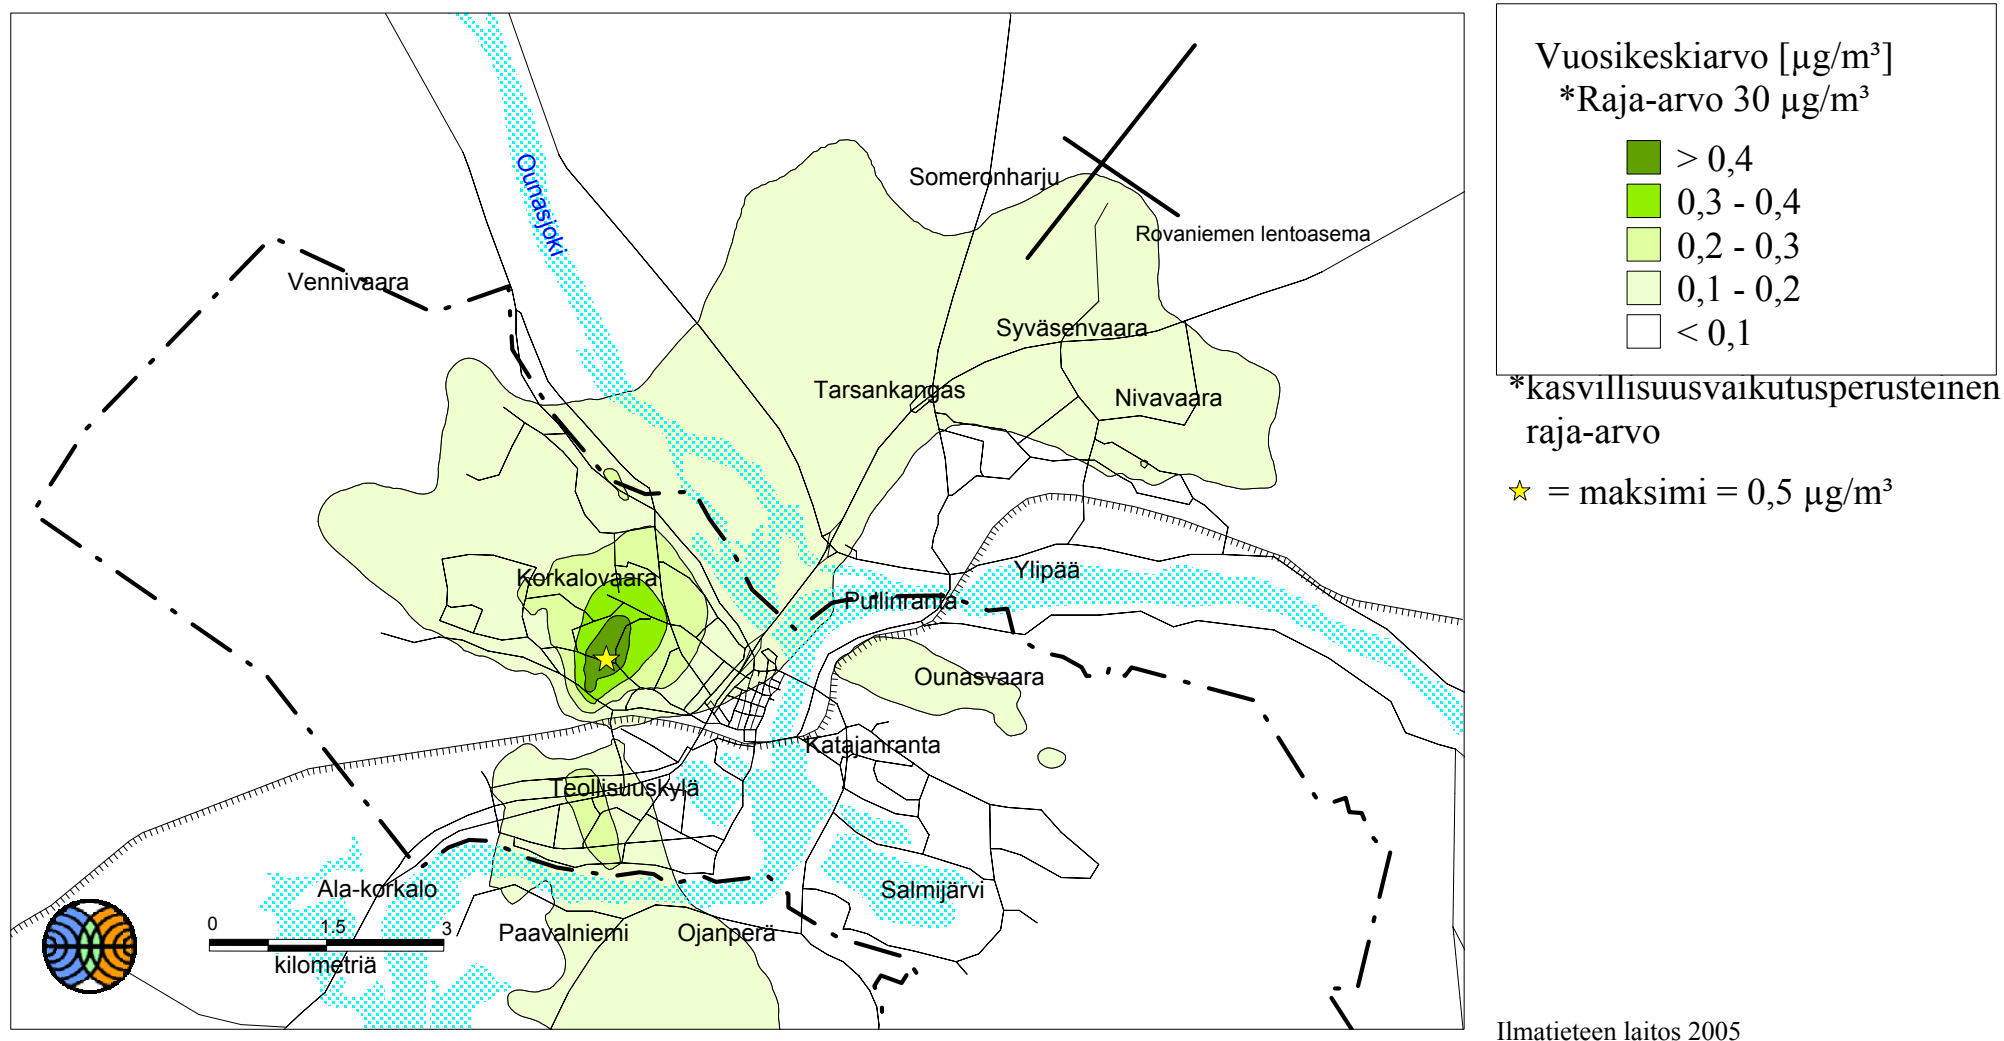 Vuosikeskiarvo [µg/m³]
*Raja-arvo 30 µg/m³
> 0,4
0,3 - 0,4
0,2 - 0,3
0,1 - 0,2
< 0,1
*kasvillisuusvaikutusperusteinen
raja-arvo
= maksimi = 0,5 µg/m³
Ounasjoki
Someronharju
Rovaniemen lentoasema
Vennivaara
Syväsenvaara
Tarsankangas
Nivavaara
Korkalovaara
Ylipää
Pullinranta
Ounasvaara
Katajanranta
Teollisuuskylä
Ala-korkalo
Salmijärvi
Paavalniemi
Ojanperä
0 1.5 3
kilometriä
Ilmatieteen laitos 2005